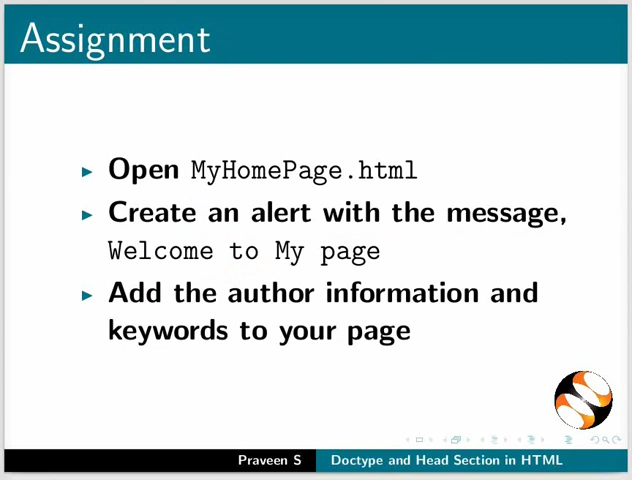 Assignment
Open MyHomePage.html
Create an alert with the message,
Welcome to My page
Add the author information and
keywords to your page
Praveen S Doctype and Head Section in HTML